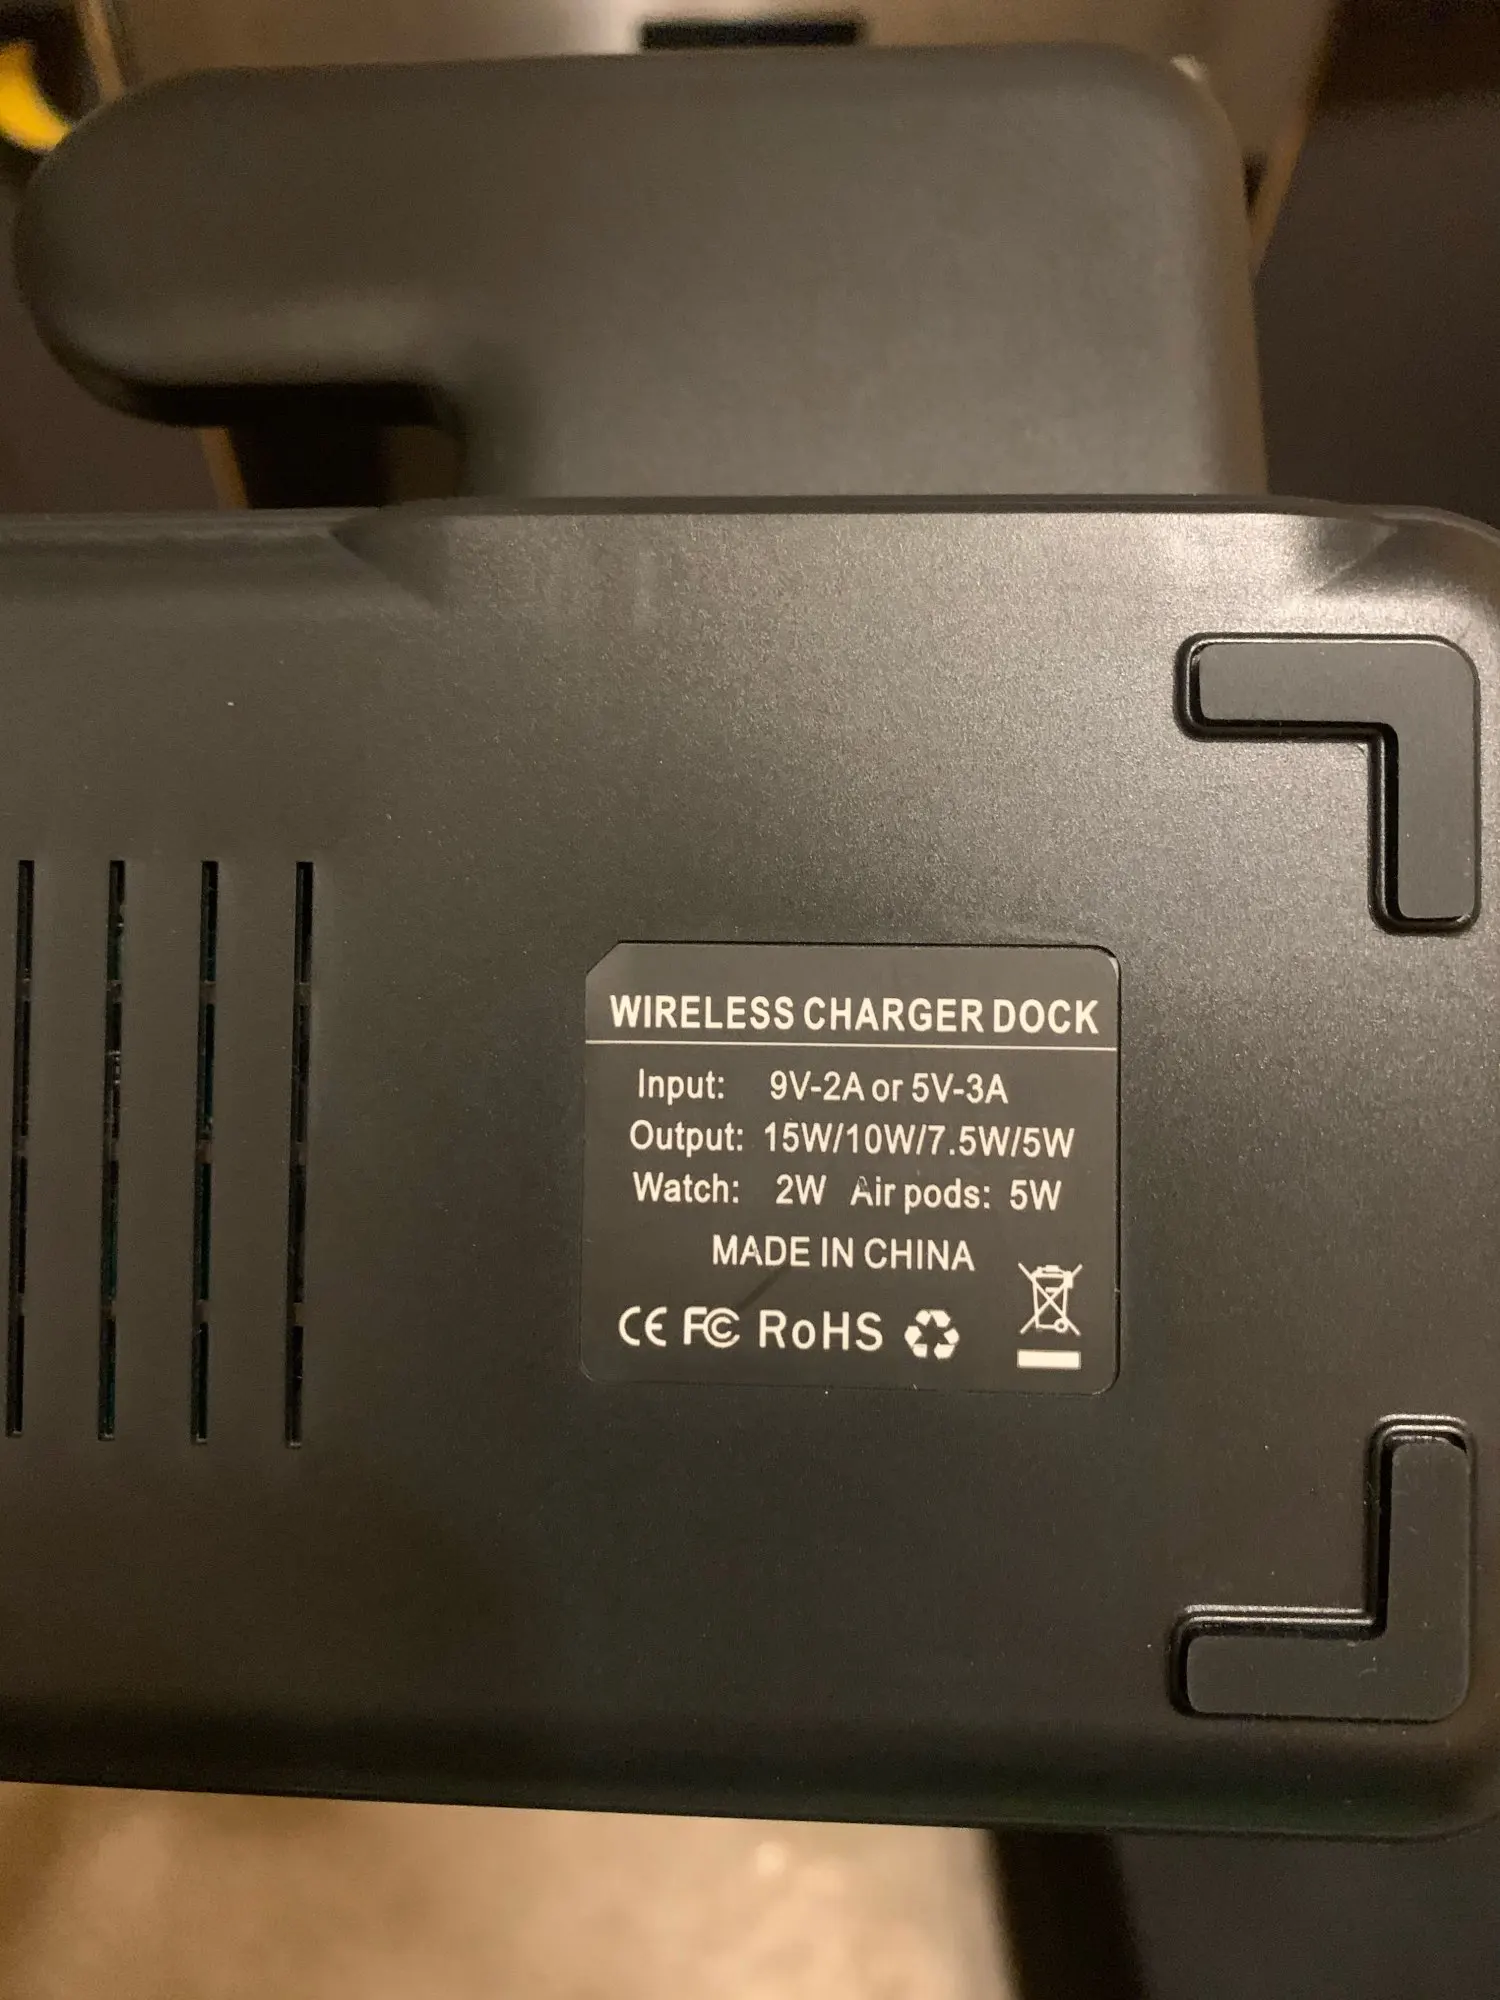 WIRELESS CHARGER DOCK
Input: 9V-2A or 5V-3A
Output: 15W/10W/7.5W/5W
Watch: 2W Air pods: 5W
MADE IN CHINA
CE FC RoHS